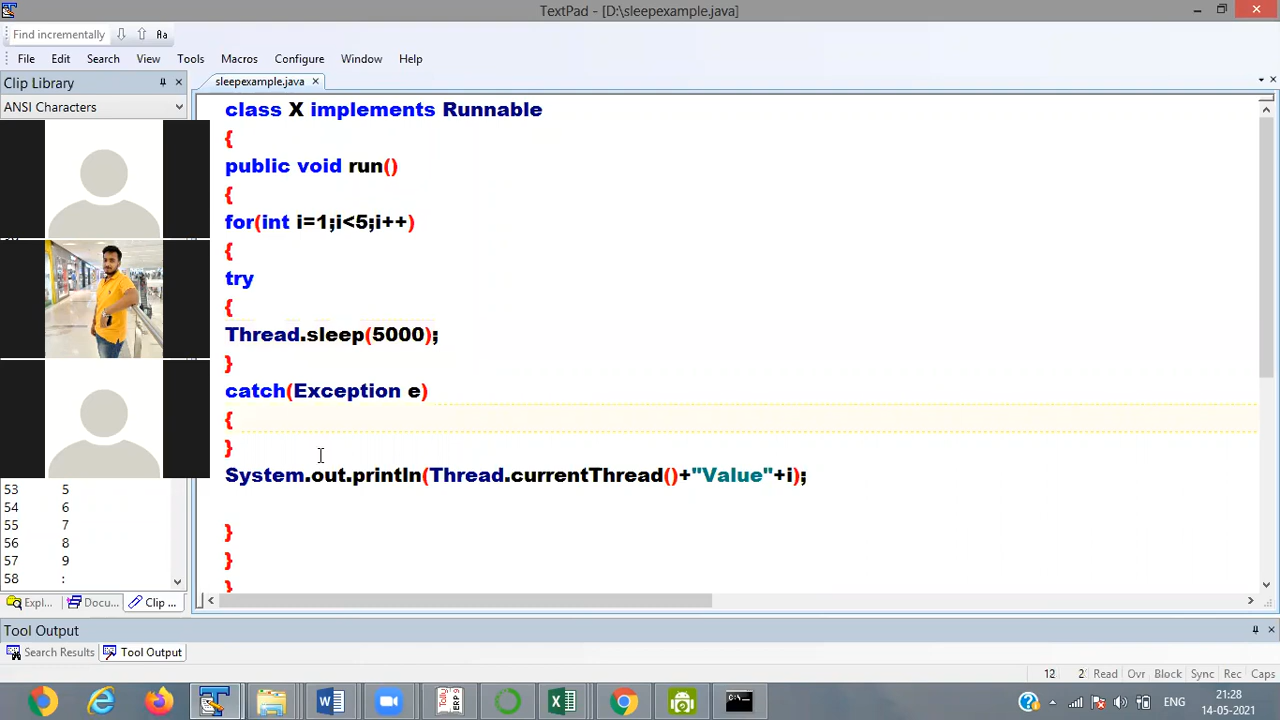 TextPad - [D:\sleepexample.java]
Find incrementally
Aa
File Edit Search View Tools Macros Configure Window Help
Clip Library
sleepexample.java
ANSI Characters
class X implements Runnable
{
public void run()
{
for(int i=1;i<5;i++)
{
try
{
Thread.sleep(5000);
}
catch(Exception e)
{
}
System.out.println(Thread.currentThread()+"Value"+i);
}
}
}
53 5
54 6
55 7
56 8
57 9
58 :
Expl... Docu... Clip ...
Tool Output
Search Results Tool Output
12 2 Read Ovr Block Sync Rec Caps
ENG
21:28
14-05-2021